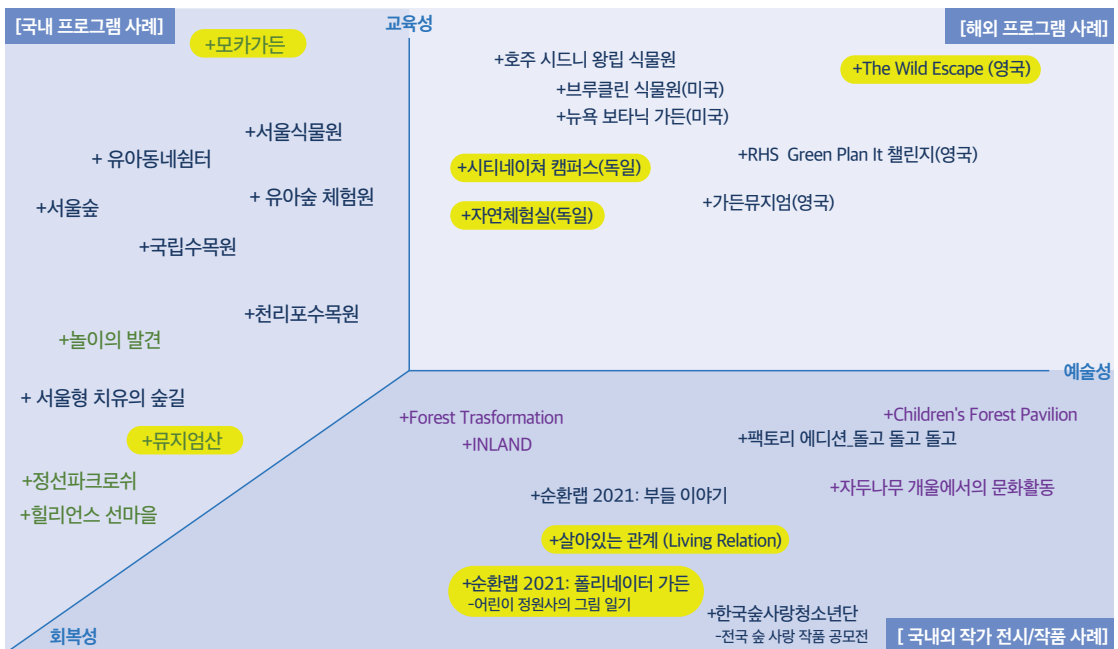 [국내 프로그램 사례]
+모카가든
+서울식물원
+ 유아동네쉼터
+ 유아숲 체험원
+서울숲
+국립수목원
+천리포수목원
+놀이의 발견
+ 서울형 치유의 숲길
+뮤지엄산
+정선파크로쉬
+힐리언스 선마을
회복성
교육성
[해외 프로그램 사례]
+호주 시드니 왕립 식물원
+The Wild Escape (영국)
+브루클린 식물원(미국)
+뉴욕 보타닉 가든(미국)
+RHS Green Plan It 챌린지(영국)
+시티네이쳐 캠퍼스(독일)
+가든뮤지엄(영국)
+자연체험실(독일)
예술성
+Forest Trasformation
+Children's Forest Pavilion
+INLAND
+팩토리 에디션_돌고 돌고 돌고
+자두나무 개울에서의 문화활동
+순환랩 2021: 부들 이야기
+살아있는 관계 (Living Relation)
+순환랩 2021: 폴리네이터 가든
-어린이 정원사의 그림 일기
+한국숲사랑청소년단
-전국 숲 사랑 작품 공모전
[ 국내외 작가 전시/작품 사례]